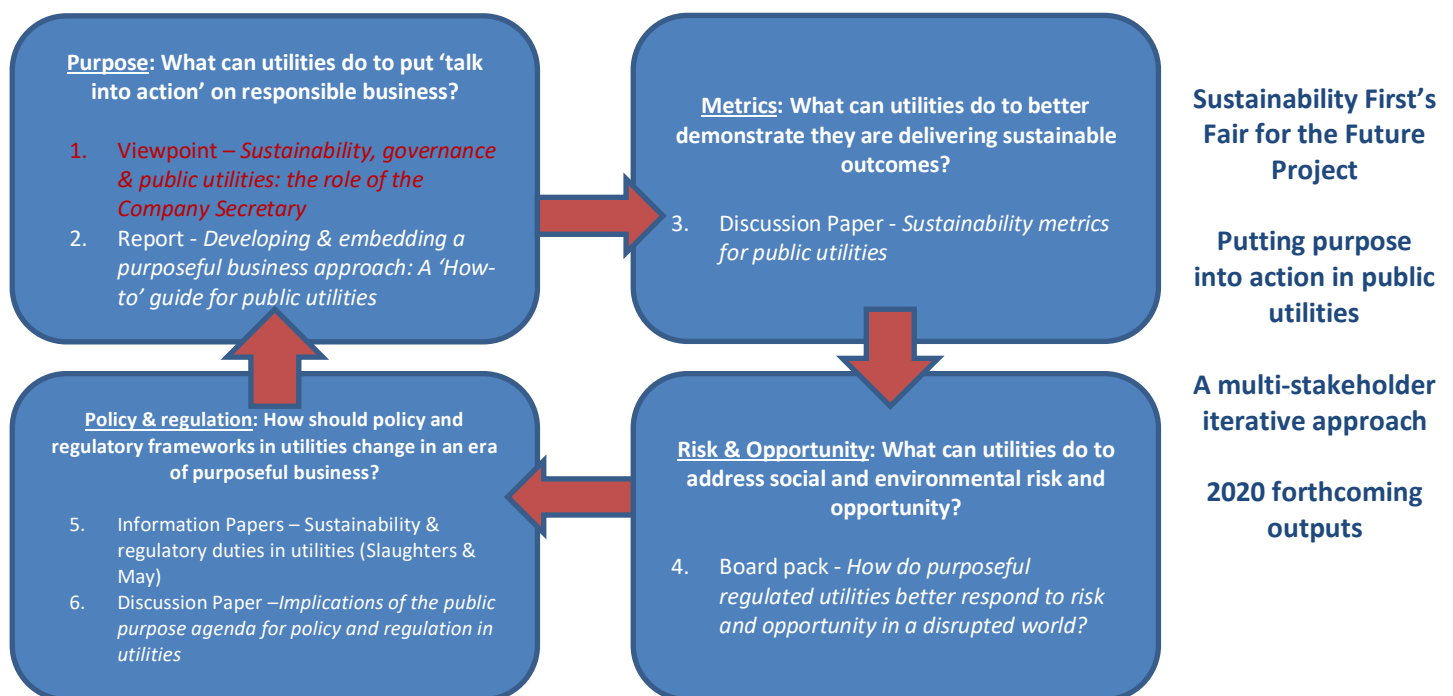 Purpose: What can utilities do to put ‘talk
into action’ on responsible business?
1. Viewpoint – Sustainability, governance
& public utilities: the role of the
Company Secretary
2. Report - Developing & embedding a
purposeful business approach: A ‘How-
to’ guide for public utilities
Metrics: What can utilities do to better
demonstrate they are delivering sustainable
outcomes?
3. Discussion Paper - Sustainability metrics
for public utilities
Risk & Opportunity: What can utilities do to
address social and environmental risk and
opportunity?
4. Board pack - How do purposeful
regulated utilities better respond to risk
and opportunity in a disrupted world?
Policy & regulation: How should policy and
regulatory frameworks in utilities change in an era
of purposeful business?
5. Information Papers – Sustainability &
regulatory duties in utilities (Slaughters &
May)
6. Discussion Paper –Implications of the public
purpose agenda for policy and regulation in
utilities
Sustainability First’s
Fair for the Future
Project
Putting purpose
into action in public
utilities
A multi-stakeholder
iterative approach
2020 forthcoming
outputs